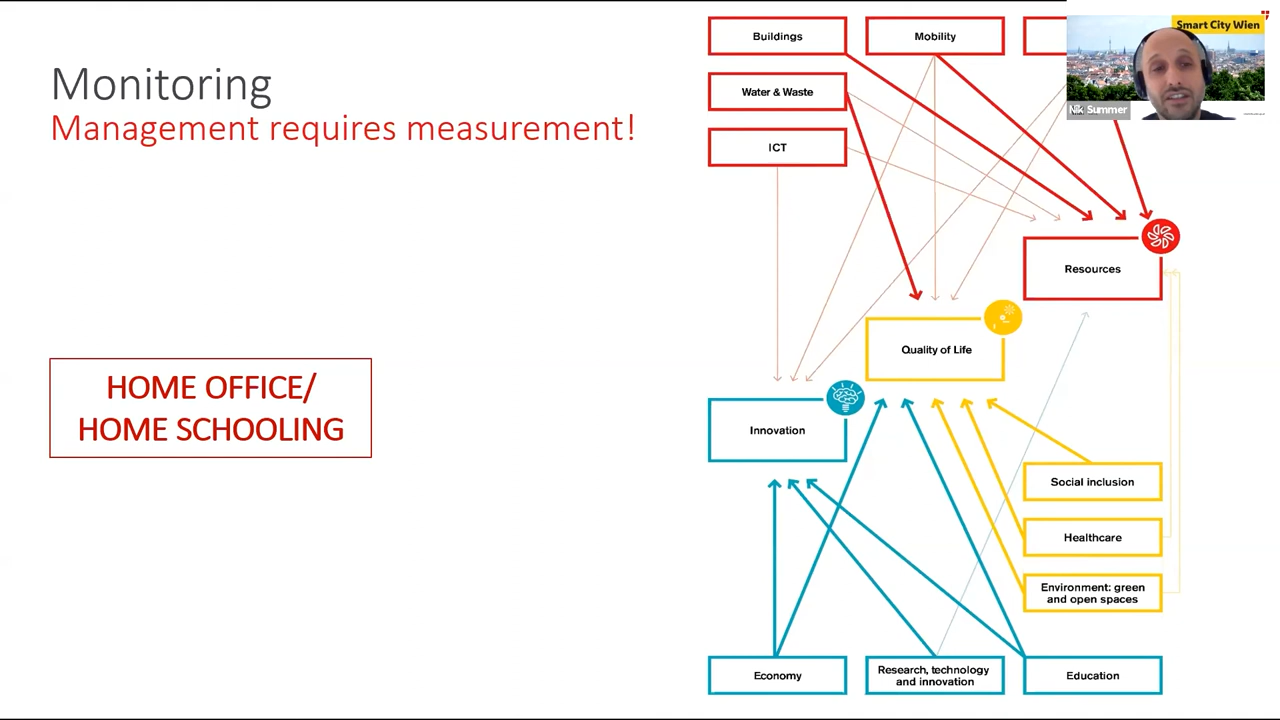 Monitoring
Management requires measurement!
HOME OFFICE/
HOME SCHOOLING
Buildings
Mobility
Water & Waste
ICT
Smart City Wien
Nik Summer
Resources
Quality of Life
Innovation
Social inclusion
Healthcare
Environment: green
and open spaces
Economy
Research, technology
and innovation
Education